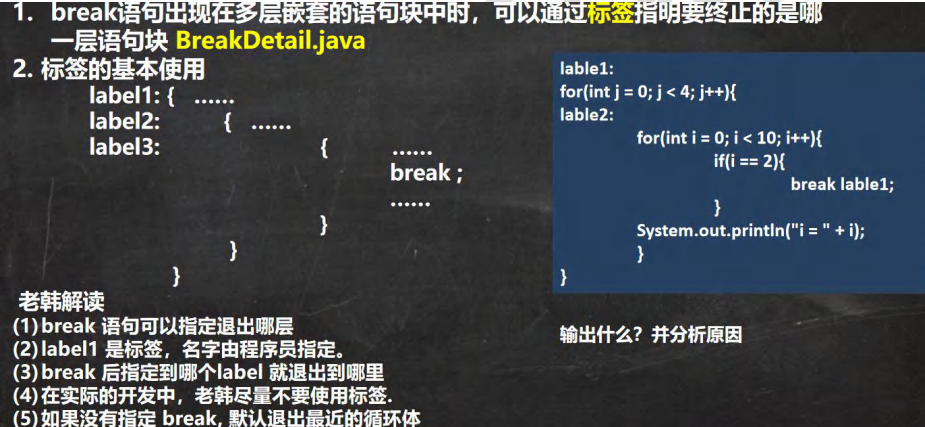 1. break语句出现在多层嵌套的语句块中时，可以通过标签指明要终止的是哪
一层语句块 BreakDetail.java
2. 标签的基本使用
label1: { ……
label2: { ……
label3: { ……
break ;
……
}
}
}
老韩解读
(1)break 语句可以指定退出哪层
(2)label1 是标签，名字由程序员指定。
(3)break 后指定到哪个label 就退出到哪里
(4)在实际的开发中，老韩尽量不要使用标签.
(5)如果没有指定 break, 默认退出最近的循环体
lable1:
for(int j = 0; j < 4; j++){
lable2:
for(int i = 0; i < 10; i++){
if(i == 2){
break lable1;
}
System.out.println("i = " + i);
}
}
输出什么？并分析原因